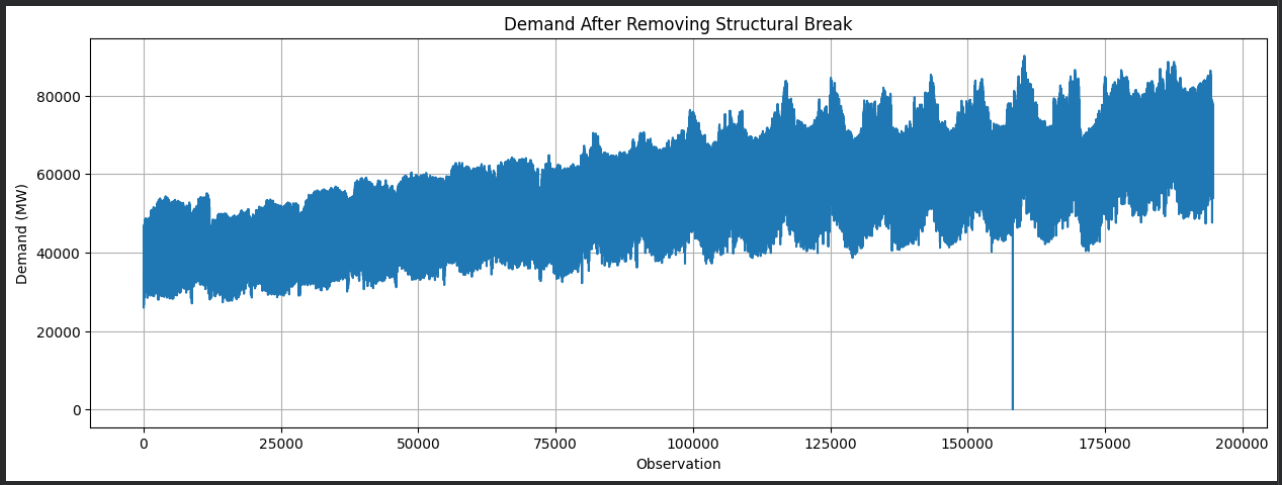 Demand After Removing Structural Break
Demand (MW)
80000
60000
40000
20000
0
0 25000 50000 75000 100000 125000 150000 175000 200000
Observation